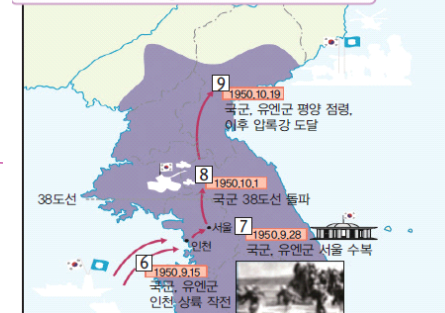 9
1950.10.19
국군, 유엔군 평양 점령,
이후 압록강 도달
8
1950.10.1
국군 38도선 돌파
38도선
서울
7
1950.9.28
국군, 유엔군 서울 수복
인천
6
1950.9.15
국군, 유엔군
인천 상륙 작전